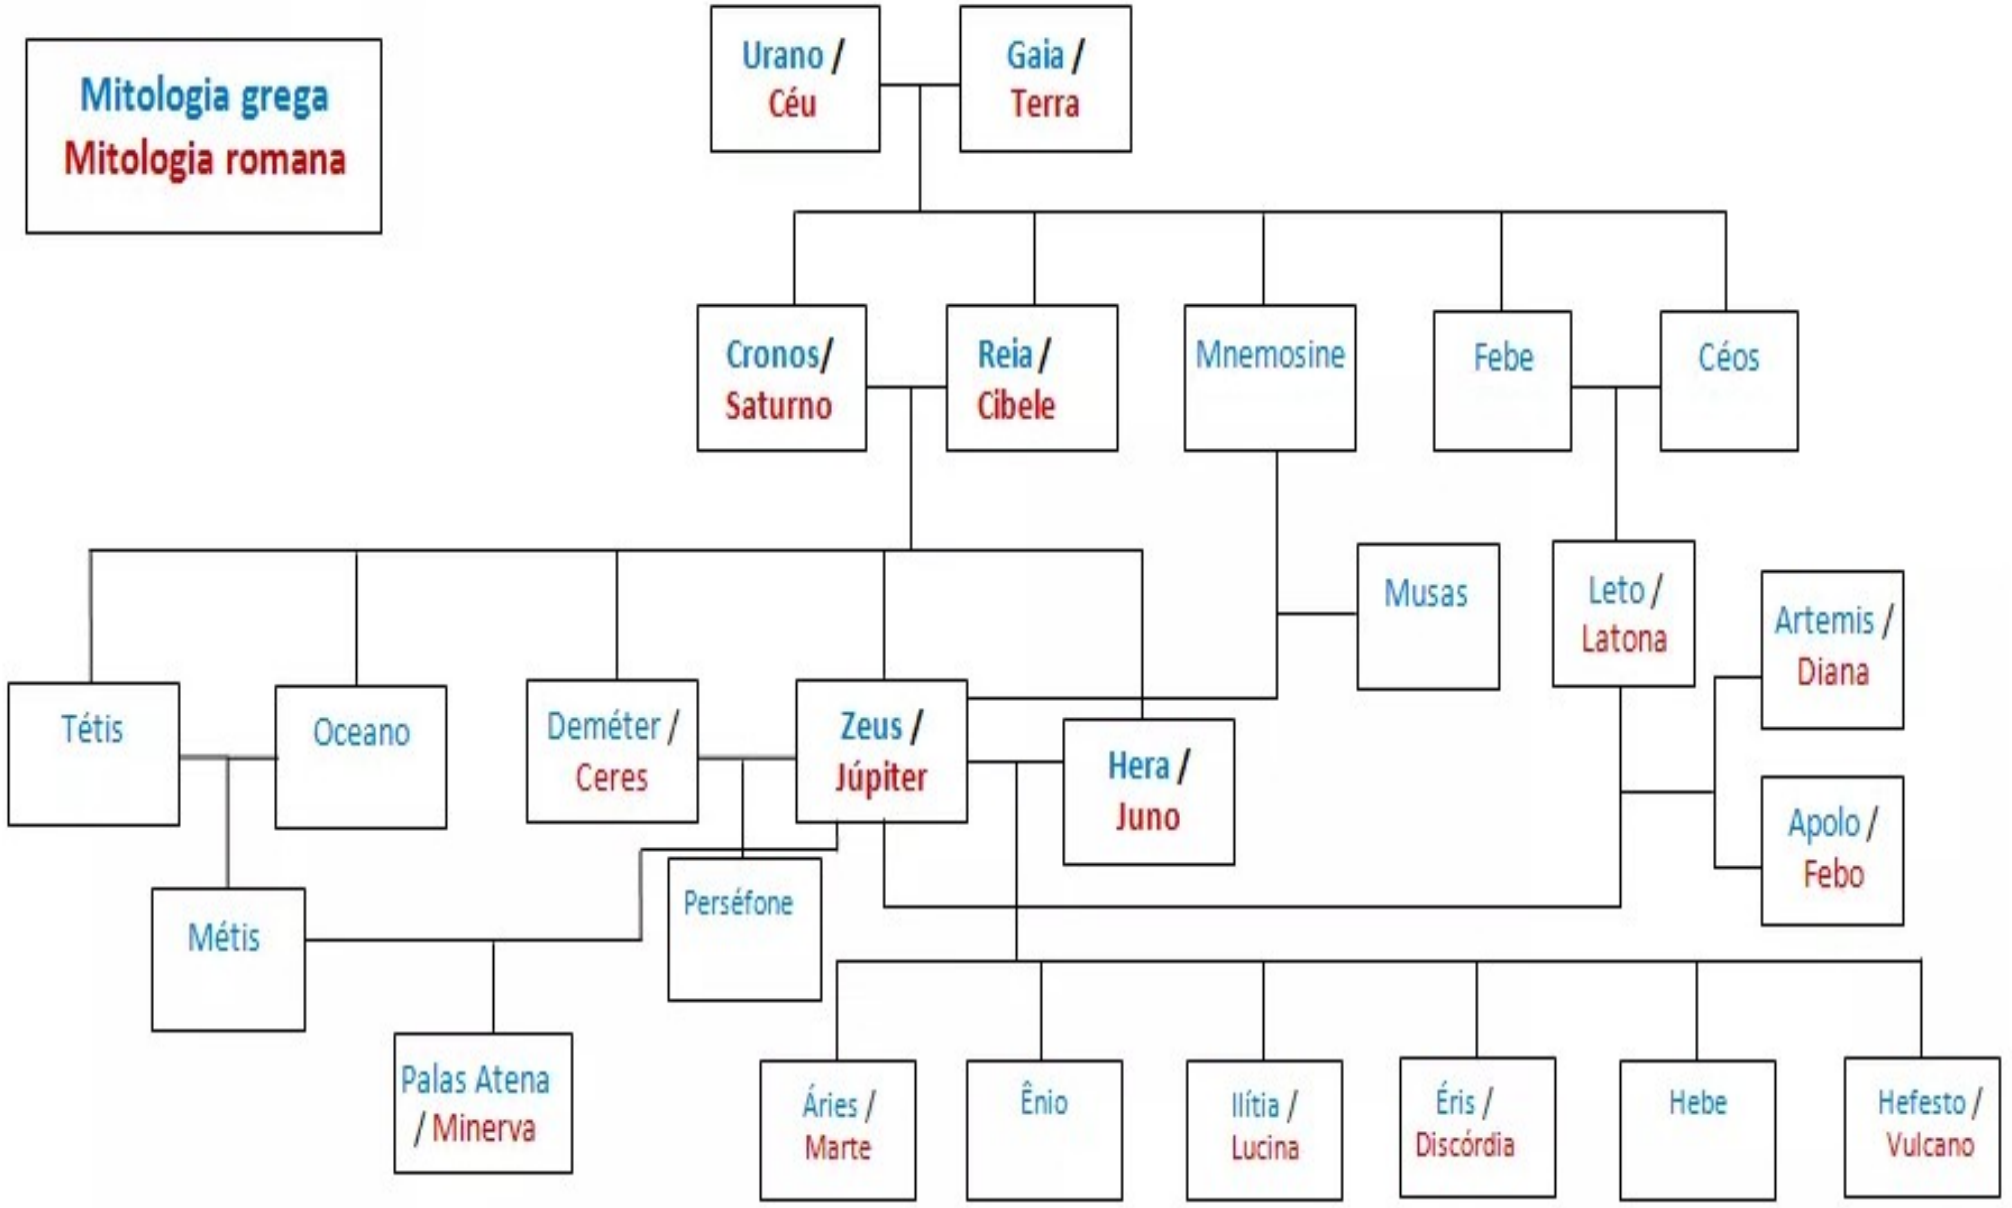 Mitologia grega
Mitologia romana
Urano /
Céu
Gaia /
Terra
Cronos/
Saturno
Reia /
Cibele
Mnemosine
Febe
Céos
Musas
Leto /
Latona
Artemis /
Diana
Tétis
Oceano
Deméter /
Ceres
Zeus /
Júpiter
Hera /
Juno
Apolo /
Febo
Métis
Perséfone
Palas Atena
/ Minerva
Áries /
Marte
Ênio
Ilítia /
Lucina
Éris /
Discórdia
Hebe
Hefesto /
Vulcano